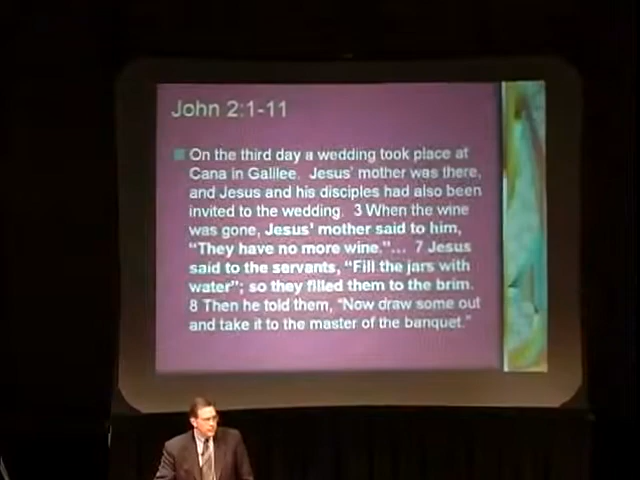 John 2:1-11
On the third day a wedding took place at
Cana in Galilee. Jesus' mother was there,
and Jesus and his disciples had also been
invited to the wedding. 3 When the wine
was gone, Jesus' mother said to him,
"They have no more wine."... 7 Jesus
said to the servants, "Fill the jars with
water"; so they filled them to the brim.
8 Then he told them, "Now draw some out
and take it to the master of the banquet."